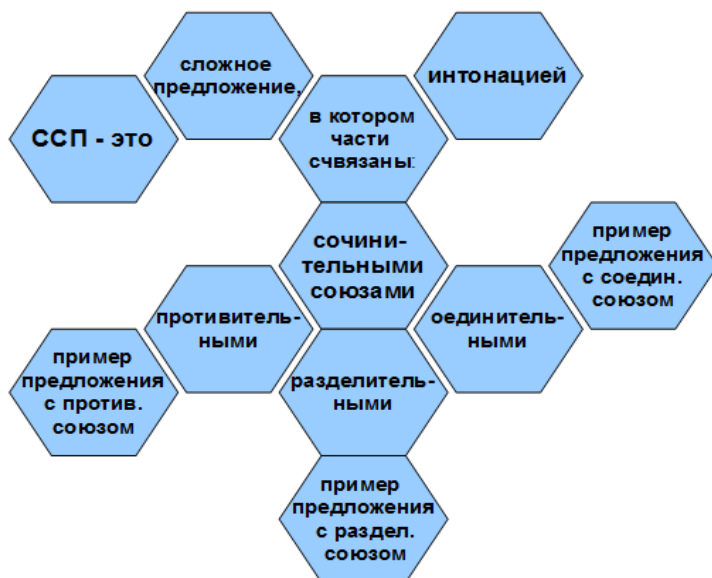 ССП - это
сложное
предложение,
в котором
части
счвязаны:
интонацией
сочини-
тельными
союзами
противитель-
ными
пример
предложения
с против.
союзом
разделитель-
ными
пример
предложения
с раздел.
союзом
оединитель-
ными
пример
предложения
с соедин.
союзом